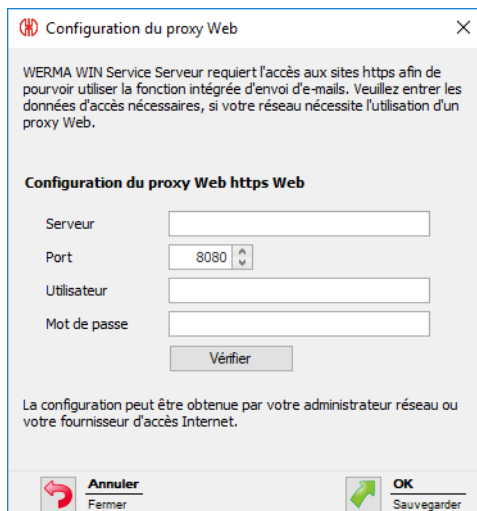 Configuration du proxy Web
WERMA WIN Service Serveur requiert l'accès aux sites https afin de
pourvoir utiliser la fonction intégrée d'envoi d'e-mails. Veuillez entrer les
données d'accès nécessaires, si votre réseau nécessite l'utilisation d'un
proxy Web.
Configuration du proxy Web https Web
Serveur
Port 8080
Utilisateur
Mot de passe
Vérifier
La configuration peut être obtenue par votre administrateur réseau ou
votre fournisseur d'accès Internet.
Annuler OK
Fermer Sauvegarder